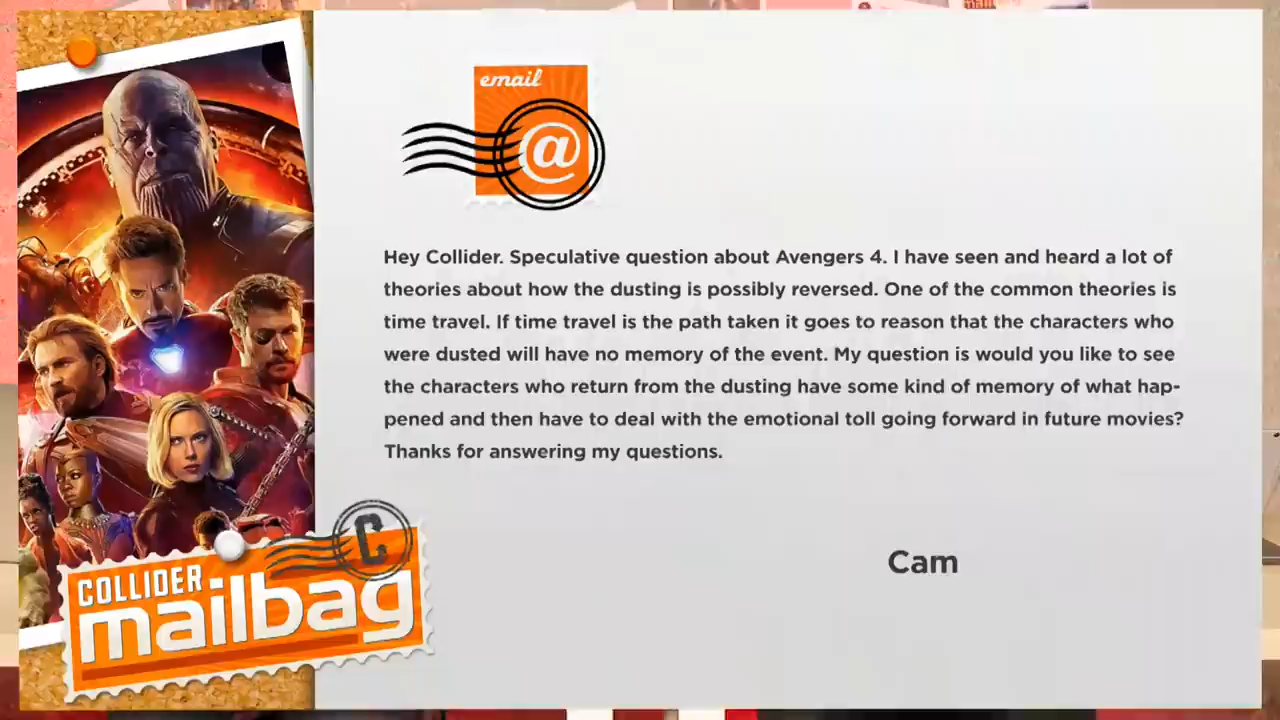 email
@
Hey Collider. Speculative question about Avengers 4. I have seen and heard a lot of
theories about how the dusting is possibly reversed. One of the common theories is
time travel. If time travel is the path taken it goes to reason that the characters who
were dusted will have no memory of the event. My question is would you like to see
the characters who return from the dusting have some kind of memory of what hap-
pened and then have to deal with the emotional toll going forward in future movies?
Thanks for answering my questions.
Cam
C
COLLIDER
mailbag